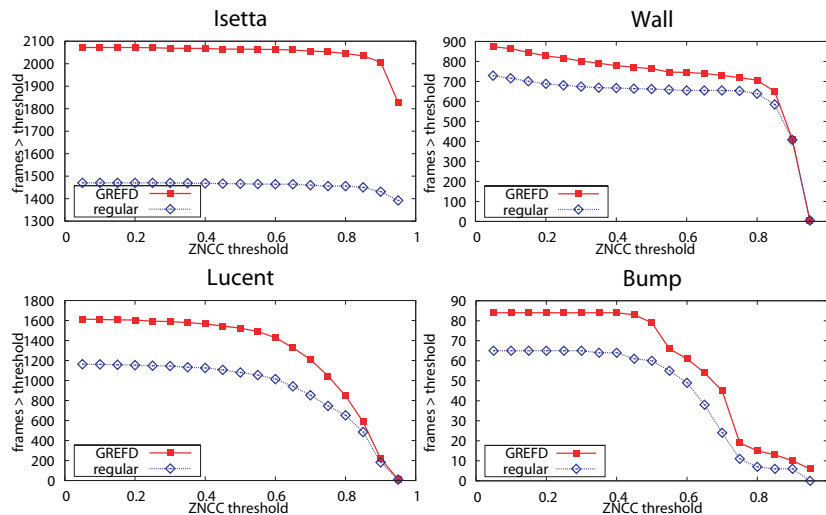 Isetta
frames > threshold
2100
2000
1900
1800
1700
1600
1500
1400
1300
GREFD
regular
0 0.2 0.4 0.6 0.8 1
ZNCC threshold
Wall
frames > threshold
900
800
700
600
500
400
300
200
100
0
GREFD
regular
0 0.2 0.4 0.6 0.8 1
ZNCC threshold
Lucent
frames > threshold
1800
1600
1400
1200
1000
800
600
400
200
0
GREFD
regular
0 0.2 0.4 0.6 0.8 1
ZNCC threshold
Bump
frames > threshold
90
80
70
60
50
40
30
20
10
0
GREFD
regular
0 0.2 0.4 0.6 0.8 1
ZNCC threshold